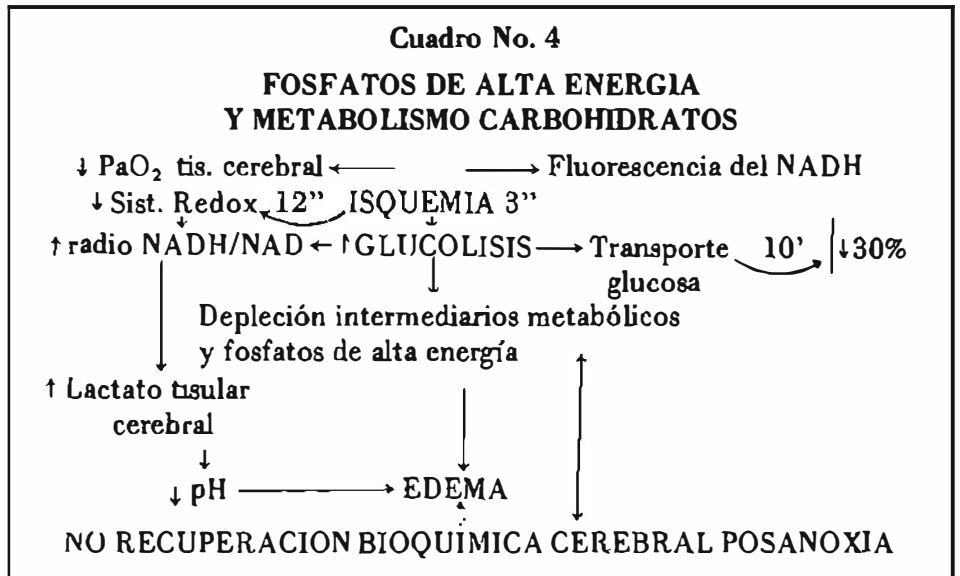 Cuadro No. 4
FOSFATOS DE ALTA ENERGIA
Y METABOLISMO CARBOHIDRATOS
↓ PaO₂ tis. cerebral ← → Fluorescencia del NADH
↓ Sist. Redox 12” ISQUEMIA 3”
↑ radio NADH/NAD ← ↑GLUCOLISIS → Transporte 10’ ↓30%
glucosa
Depleción intermediarios metabólicos
y fosfatos de alta energía
↑ Lactato tisular
cerebral
↓ pH → EDEMA
NO RECUPERACION BIOQUIMICA CEREBRAL POSANOXIA